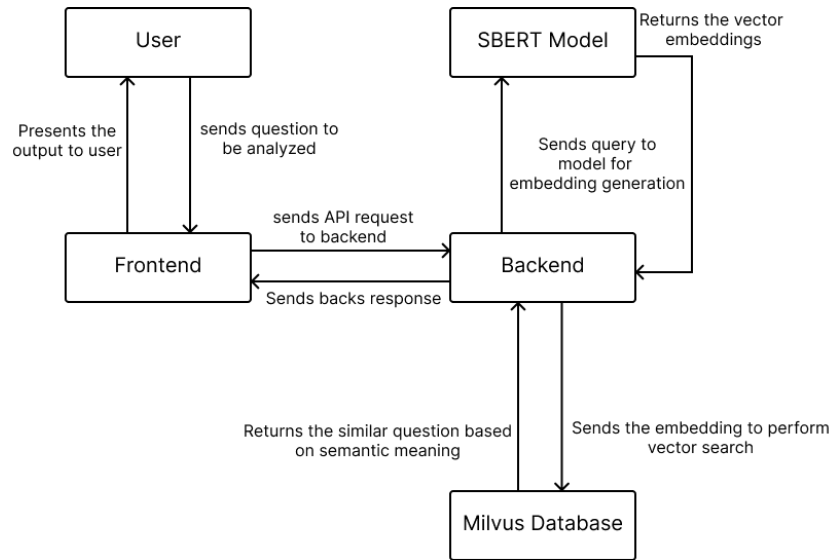 User
SBERT Model
Returns the vector
embeddings
Presents the
output to user
sends question to
be analyzed
Sends query to
model for
embedding generation
sends API request
to backend
Frontend
Backend
Sends backs response
Returns the similar question based
on semantic meaning
Sends the embedding to perform
vector search
Milvus Database